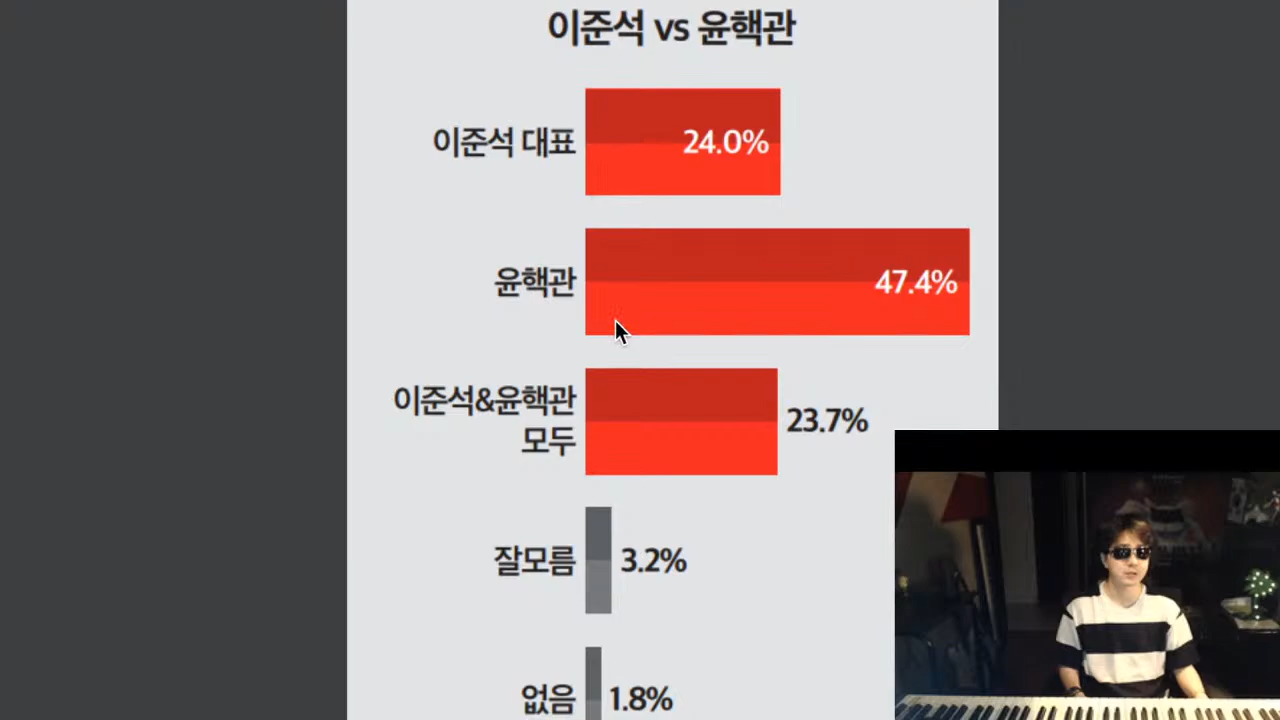 이준석 vs 윤핵관
이준석 대표
24.0%
윤핵관
47.4%
이준석&윤핵관
모두
23.7%
잘모름
3.2%
없음
1.8%